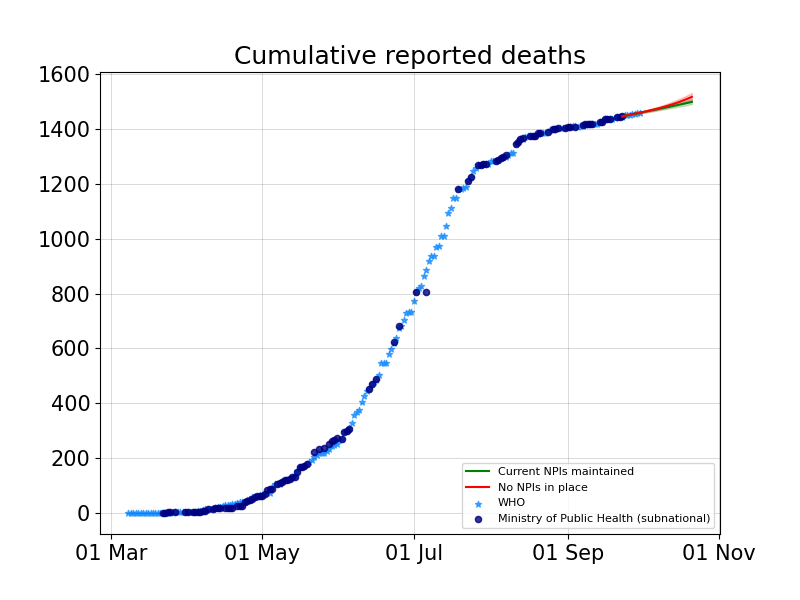 Cumulative reported deaths
1600
1400
1200
1000
800
600
400
200
0
01 Mar
01 May
01 Jul
01 Sep
01 Nov
Current NPIs maintained
No NPIs in place
WHO
Ministry of Public Health (subnational)